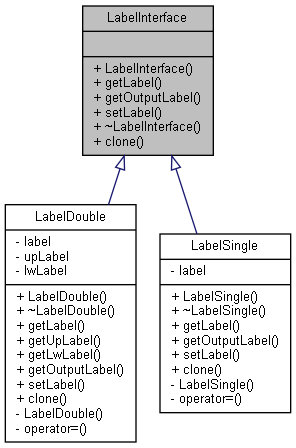 LabelInterface
+ LabelInterface()
+ getLabel()
+ getOutputLabel()
+ setLabel()
+ ~LabelInterface()
+ clone()
LabelDouble
- label
- upLabel
- lwLabel
+ LabelDouble()
+ ~LabelDouble()
+ getLabel()
+ getUpLabel()
+ getLwLabel()
+ getOutputLabel()
+ setLabel()
+ clone()
- LabelDouble()
- operator=()
LabelSingle
- label
+ LabelSingle()
+ ~LabelSingle()
+ getLabel()
+ getOutputLabel()
+ setLabel()
+ clone()
- LabelSingle()
- operator=()